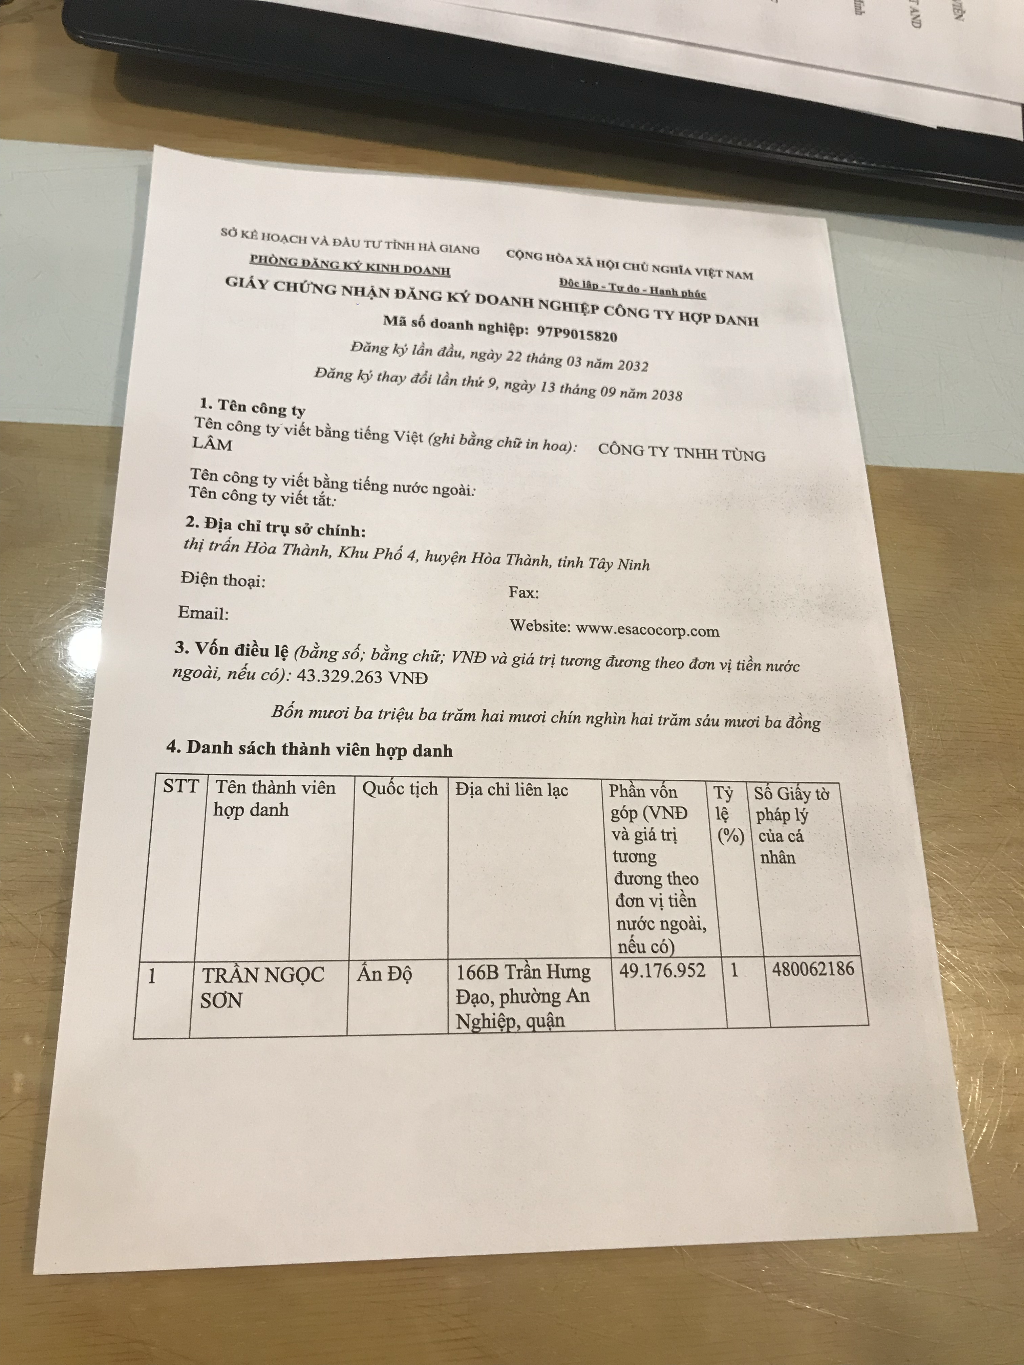 VIÊN
T AND
Minh
SỞ KẾ HOẠCH VÀ ĐẦU TƯ TỈNH HÀ GIANG
PHÒNG ĐĂNG KÝ KINH DOANH
CỘNG HÒA XÃ HỘI CHỦ NGHĨA VIỆT NAM
Độc lập - Tự do - Hạnh phúc
GIẤY CHỨNG NHẬN ĐĂNG KÝ DOANH NGHIỆP CÔNG TY HỢP DANH
Mã số doanh nghiệp: 97P9015820
Đăng ký lần đầu, ngày 22 tháng 03 năm 2032
Đăng ký thay đổi lần thứ 9, ngày 13 tháng 09 năm 2038
1. Tên công ty
Tên công ty viết bằng tiếng Việt (ghi bằng chữ in hoa): CÔNG TY TNHH TÙNG
LÂM
Tên công ty viết bằng tiếng nước ngoài:
Tên công ty viết tắt:
2. Địa chỉ trụ sở chính:
thị trấn Hòa Thành, Khu Phố 4, huyện Hòa Thành, tỉnh Tây Ninh
Điện thoại:
Fax:
Email:
Website: www.esacocorp.com
3. Vốn điều lệ (bằng số; bằng chữ; VNĐ và giá trị tương đương theo đơn vị tiền nước
ngoài, nếu có): 43.329.263 VNĐ
Bốn mươi ba triệu ba trăm hai mươi chín nghìn hai trăm sáu mươi ba đồng
4. Danh sách thành viên hợp danh
STT
Tên thành viên
hợp danh
Quốc tịch
Địa chỉ liên lạc
Phần vốn
góp (VNĐ
và giá trị
tương
đương theo
đơn vị tiền
nước ngoài,
nếu có)
Tỷ
lệ
(%)
Số Giấy tờ
pháp lý
của cá
nhân
1
TRẦN NGỌC
SƠN
Ấn Độ
166B Trần Hưng
Đạo, phường An
Nghiệp, quận
49.176.952
1
480062186